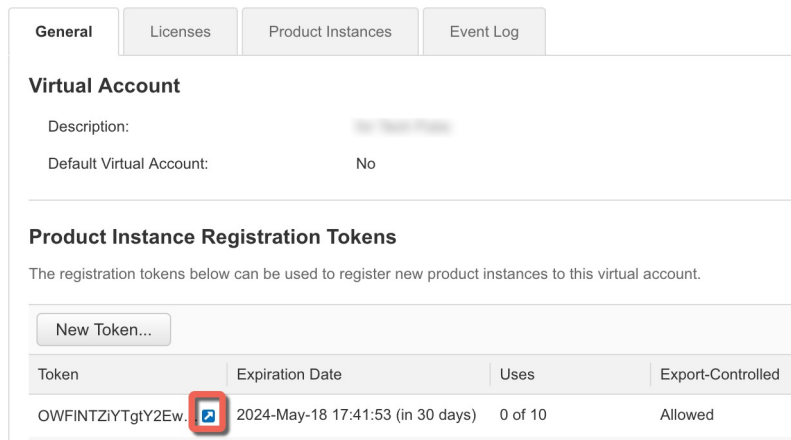 General Licenses Product Instances Event Log
Virtual Account
Description:
Default Virtual Account: No
Product Instance Registration Tokens
The registration tokens below can be used to register new product instances to this virtual account.
New Token...
Token Expiration Date Uses Export-Controlled
OWFlNTZiYTgtY2Ew... 2024-May-18 17:41:53 (in 30 days) 0 of 10 Allowed